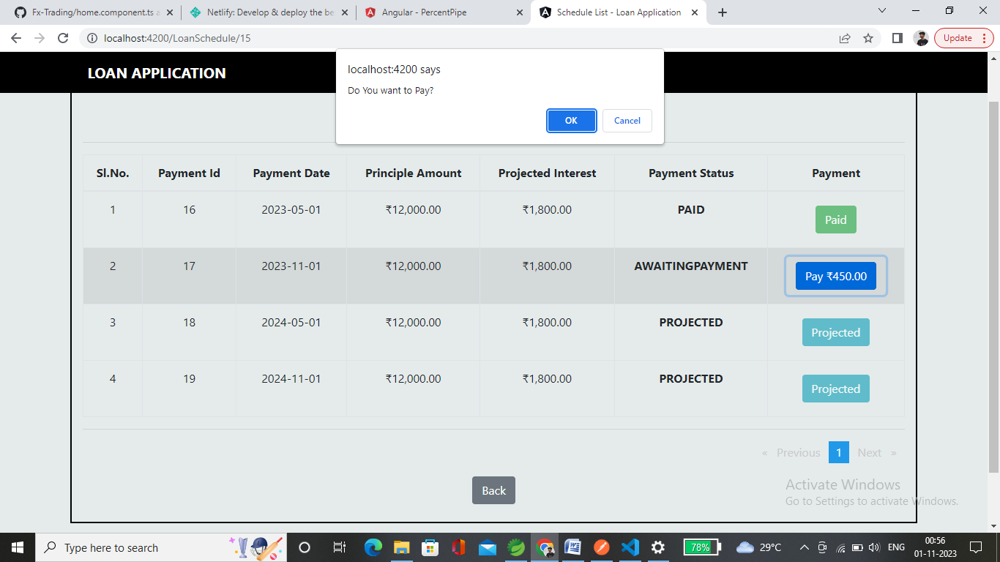 Fx-Trading/home.component.ts a
Netlify: Develop & deploy the be
Angular - PercentPipe
Schedule List - Loan Application
localhost:4200/LoanSchedule/15
Update
LOAN APPLICATION
localhost:4200 says
Do You want to Pay?
OK Cancel
Sl.No. Payment Id Payment Date Principle Amount Projected Interest Payment Status Payment
1 16 2023-05-01 ₹12,000.00 ₹1,800.00 PAID Paid
2 17 2023-11-01 ₹12,000.00 ₹1,800.00 AWAITINGPAYMENT Pay ₹450.00
3 18 2024-05-01 ₹12,000.00 ₹1,800.00 PROJECTED Projected
4 19 2024-11-01 ₹12,000.00 ₹1,800.00 PROJECTED Projected
« Previous 1 Next »
Back
Activate Windows
Go to Settings to activate Windows.
Type here to search
78%
29°C
ENG
00:56
01-11-2023